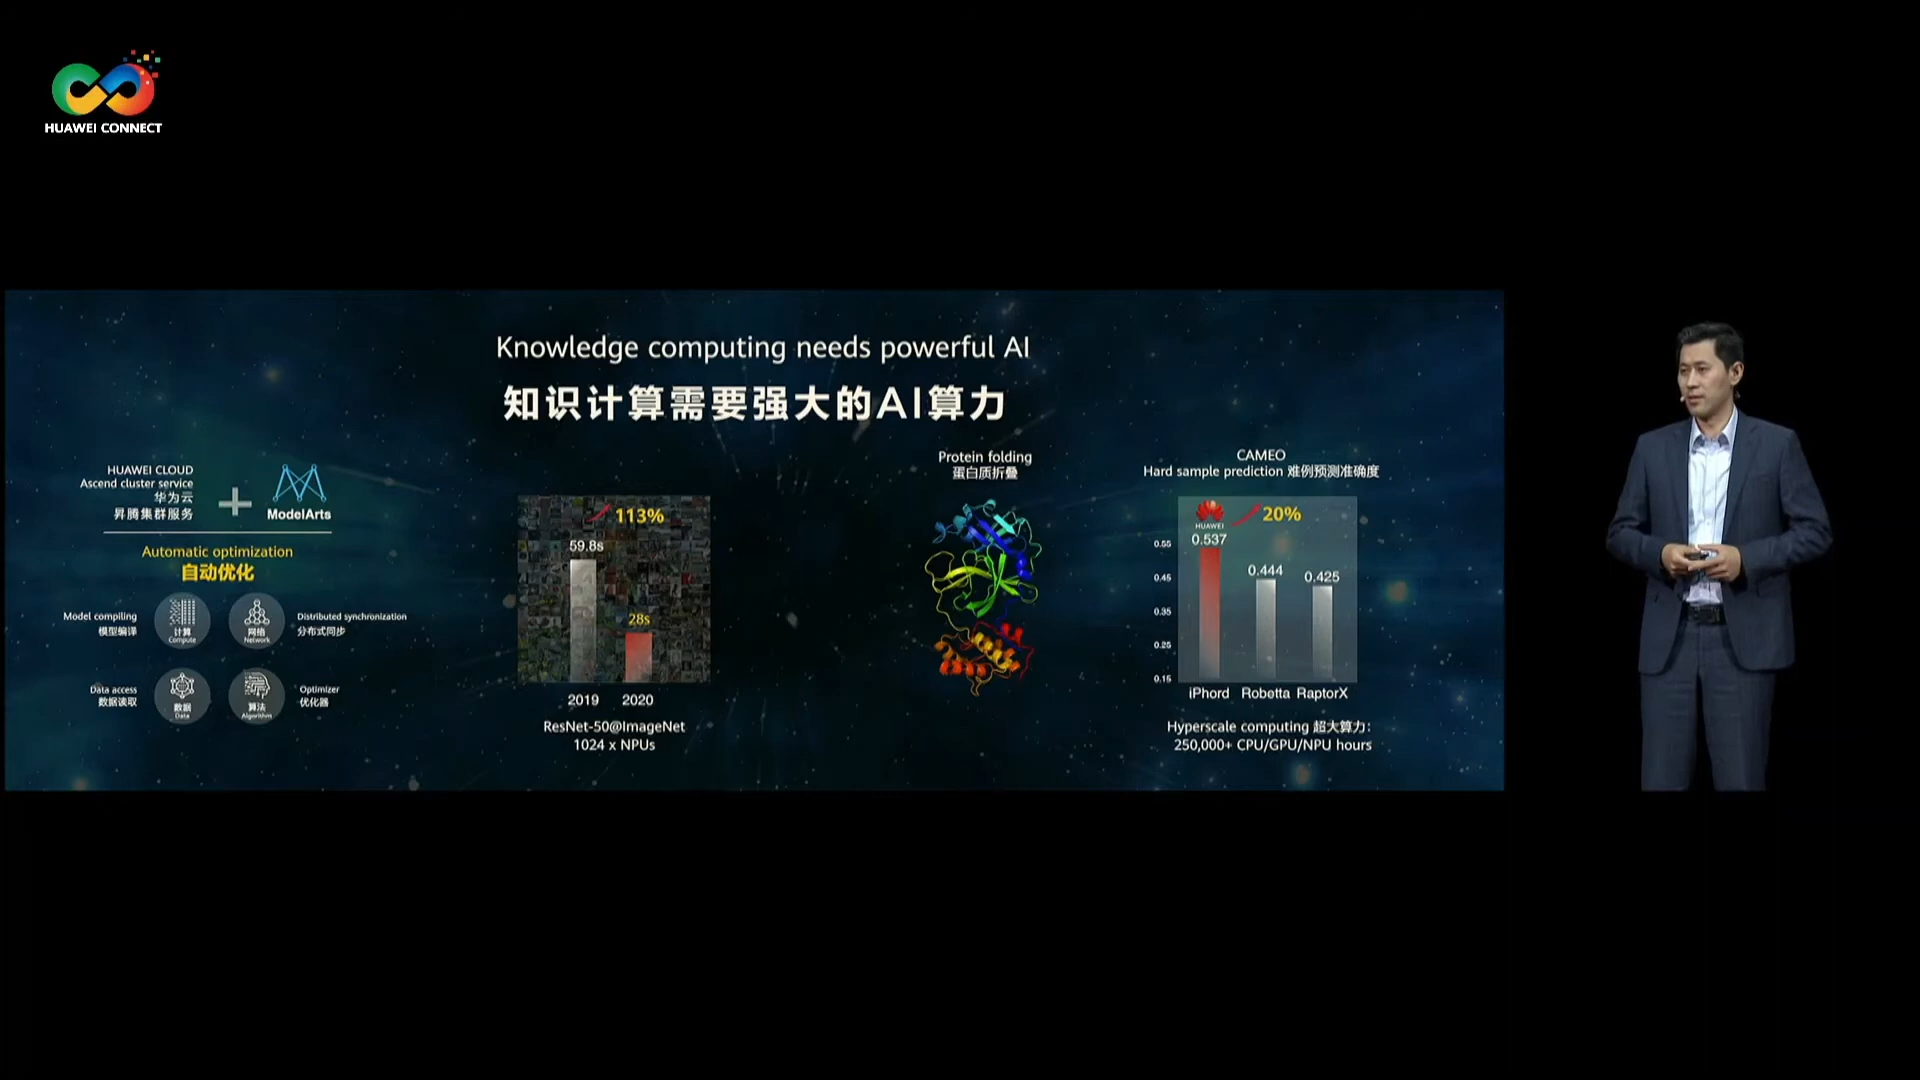 HUAWEI CONNECT
Knowledge computing needs powerful AI
知识计算需要强大的AI算力
HUAWEI CLOUD
Ascend cluster service
华为云
昇腾集群服务
+
ModelArts
Automatic optimization
自动优化
Model compiling
模型编译
计算
Compute
网络
Network
Distributed synchronization
分布式同步
Data access
数据读取
数据
Data
算法
Algorithm
Optimizer
优化器
113%
59.8s
28s
2019 2020
ResNet-50@ImageNet
1024 x NPUs
Protein folding
蛋白质折叠
CAMEO
Hard sample prediction 难例预测准确度
HUAWEI
20%
0.537
0.444
0.425
0.55
0.45
0.35
0.25
0.15
iPhord Robetta RaptorX
Hyperscale computing 超大算力:
250,000+ CPU/GPU/NPU hours